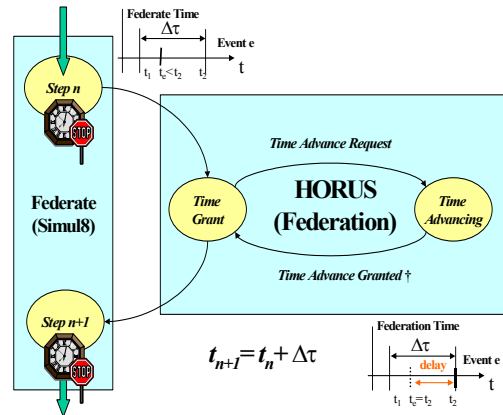 Federate Time
Δτ
Event e
t₁ tₑ<t₂ t₂ t
Step n
STOP
Federate
(Simul8)
Time Advance Request
Time
Grant
HORUS
(Federation)
Time
Advancing
Time Advance Granted †
Step n+1
STOP
tₙ₊₁= tₙ+ Δτ
Federation Time
Δτ
Event e
delay
t₁ tₑ=t₂ t₂ t